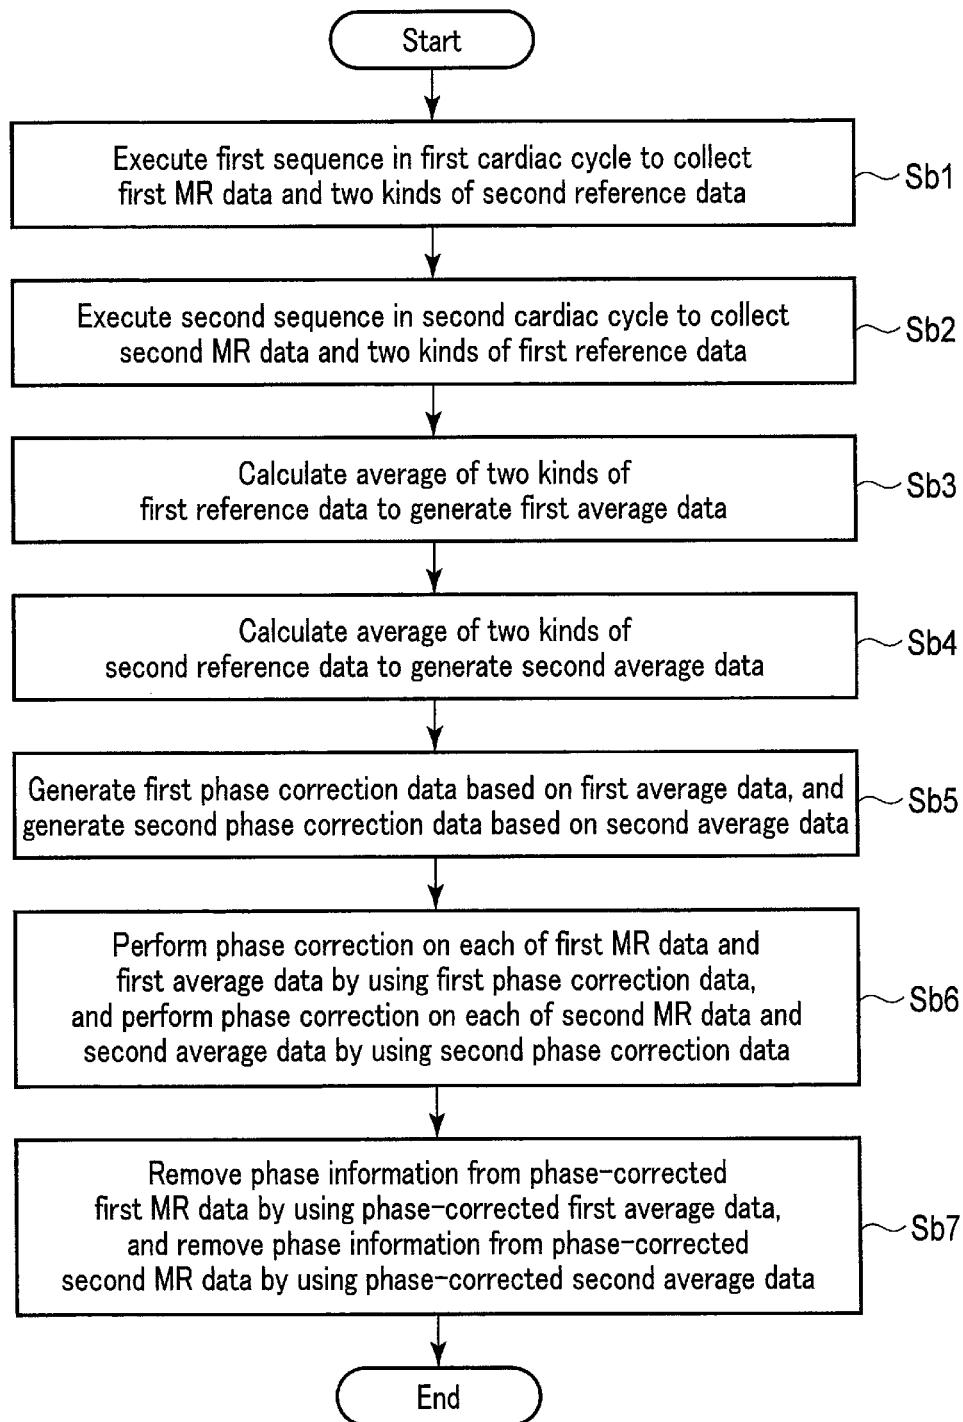 Start
Execute first sequence in first cardiac cycle to collect
first MR data and two kinds of second reference data
Sb1
Execute second sequence in second cardiac cycle to collect
second MR data and two kinds of first reference data
Sb2
Calculate average of two kinds of
first reference data to generate first average data
Sb3
Calculate average of two kinds of
second reference data to generate second average data
Sb4
Generate first phase correction data based on first average data, and
generate second phase correction data based on second average data
Sb5
Perform phase correction on each of first MR data and
first average data by using first phase correction data,
and perform phase correction on each of second MR data and
second average data by using second phase correction data
Sb6
Remove phase information from phase-corrected
first MR data by using phase-corrected first average data,
and remove phase information from phase-corrected
second MR data by using phase-corrected second average data
Sb7
End